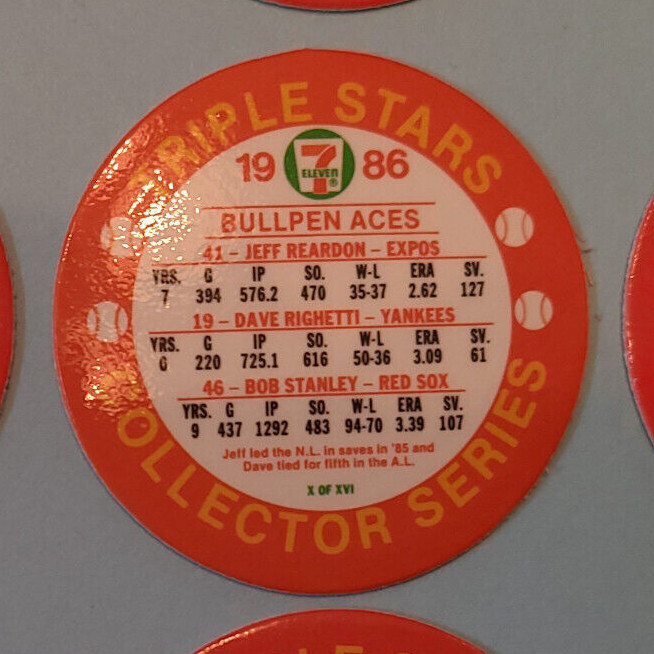 TRIPLE STARS
19 7 ELEVEN ® 86
BULLPEN ACES
41 – JEFF REARDON – EXPOS
YRS. G IP SO. W-L ERA SV.
7 394 576.2 470 35-37 2.62 127
19 – DAVE RIGHETTI – YANKEES
YRS. G IP SO. W-L ERA SV.
220 725.1 616 50-36 3.09 61
46 – BOB STANLEY – RED SOX
YRS. G IP SO. W-L ERA SV.
9 437 1292 483 94-70 3.39 107
Jeff led the N.L. in saves in '85 and
Dave tied for fifth in the A.L.
X OF XVI
COLLECTOR SERIES